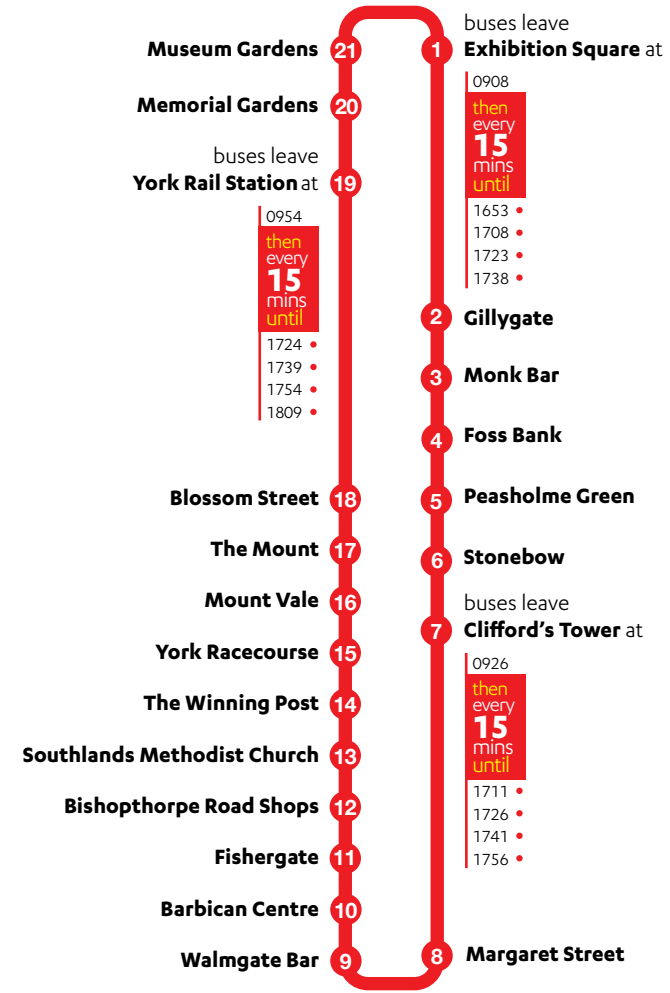 buses leave
Exhibition Square at
0908
then
every
15
mins
until
1653 •
1708 •
1723 •
1738 •
1
2 Gillygate
3 Monk Bar
4 Foss Bank
5 Peasholme Green
6 Stonebow
buses leave
7 Clifford's Tower at
0926
then
every
15
mins
until
1711 •
1726 •
1741 •
1756 •
8 Margaret Street
Walmgate Bar 9
Barbican Centre 10
Fishergate 11
Bishopthorpe Road Shops 12
Southlands Methodist Church 13
The Winning Post 14
York Racecourse 15
Mount Vale 16
The Mount 17
Blossom Street 18
buses leave
York Rail Station at 19
0954
then
every
15
mins
until
1724 •
1739 •
1754 •
1809 •
Memorial Gardens 20
Museum Gardens 21